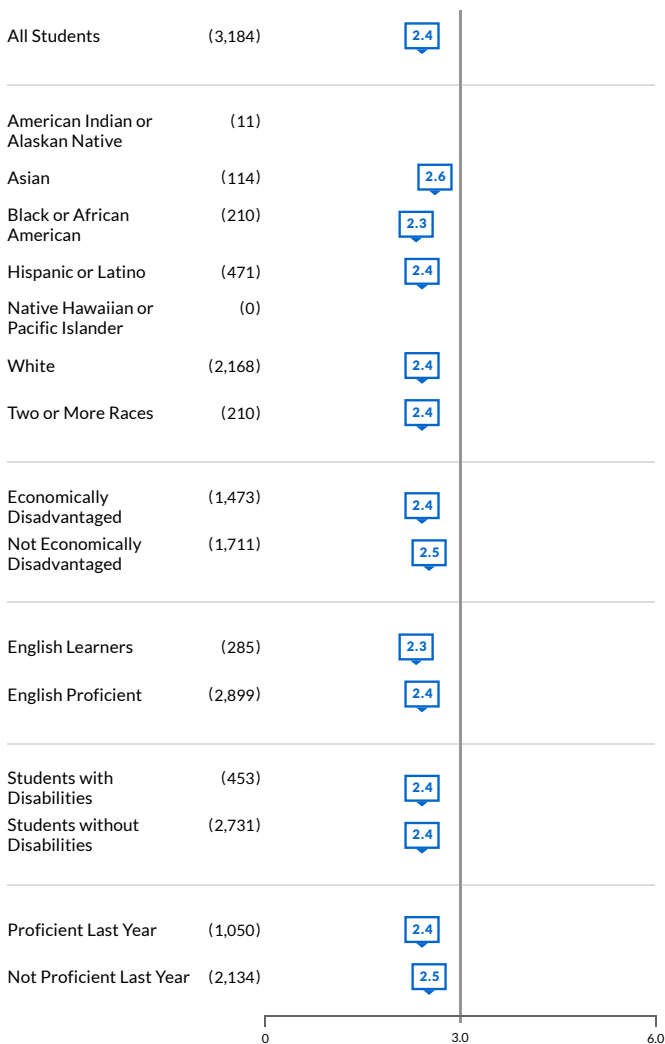 All Students (3,184) 2.4
American Indian or (11)
Alaskan Native
Asian (114) 2.6
Black or African (210) 2.3
American
Hispanic or Latino (471) 2.4
Native Hawaiian or (0)
Pacific Islander
White (2,168) 2.4
Two or More Races (210) 2.4
Economically (1,473) 2.4
Disadvantaged
Not Economically (1,711) 2.5
Disadvantaged
English Learners (285) 2.3
English Proficient (2,899) 2.4
Students with (453) 2.4
Disabilities
Students without (2,731) 2.4
Disabilities
Proficient Last Year (1,050) 2.4
Not Proficient Last Year (2,134) 2.5
0 3.0 6.0